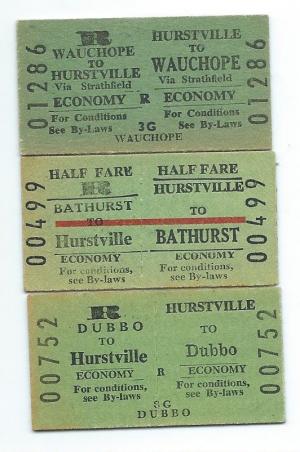 01286
HR
WAUCHOPE
TO
HURSTVILLE
Via Strathfield
ECONOMY R
For Conditions
See By-Laws
HURSTVILLE
TO
WAUCHOPE
Via Strathfield
ECONOMY
For Conditions
See By-Laws
3G
WAUCHOPE
01286
00499
HALF FARE
HR
BATHURST
TO
Hurstville
ECONOMY
For conditions,
see By-laws
HALF FARE
HURSTVILLE
TO
BATHURST
ECONOMY
For conditions,
see By-laws
00499
00752
HR
DUBBO
TO
Hurstville
ECONOMY R
For conditions,
see By-laws
HURSTVILLE
TO
Dubbo
ECONOMY
For conditions,
see By-laws
3G
DUBBO
00752